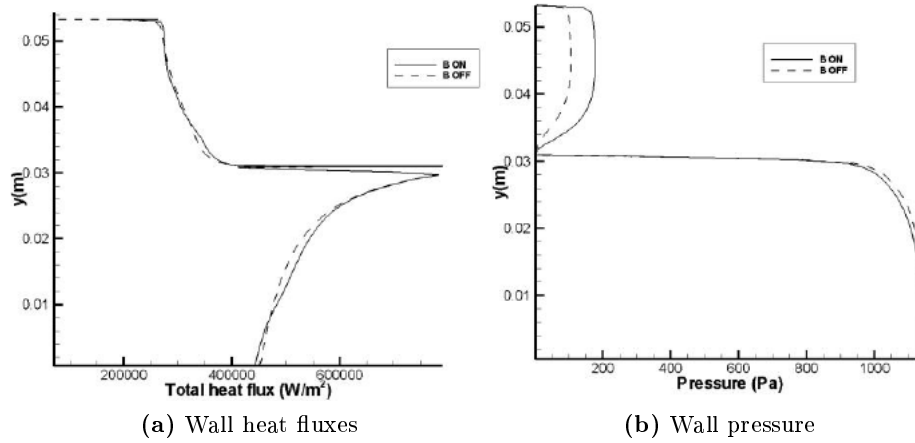 0.05
0.04
0.03
0.02
0.01
y(m)
B ON
B OFF
200000 400000 600000
Total heat flux (W/m²)
(a) Wall heat fluxes
0.05
0.04
0.03
0.02
0.01
y(m)
B ON
B OFF
200 400 600 800 1000
Pressure (Pa)
(b) Wall pressure